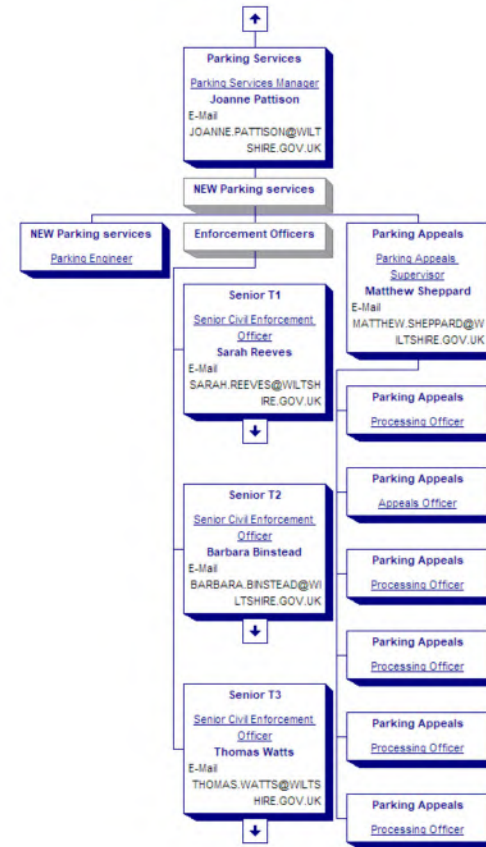 Parking Services
Parking Services Manager
Joanne Pattison
E-Mail
JOANNE.PATTISON@WILT
SHIRE.GOV.UK
NEW Parking services
NEW Parking services
Parking Engineer
Enforcement Officers
Parking Appeals
Parking Appeals
Supervisor
Matthew Sheppard
E-Mail
MATTHEW.SHEPPARD@W
ILTSHIRE.GOV.UK
Senior T1
Senior Civil Enforcement
Officer
Sarah Reeves
E-Mail
SARAH.REEVES@WILTSH
IRE.GOV.UK
Senior T2
Senior Civil Enforcement
Officer
Barbara Binstead
E-Mail
BARBARA.BINSTEAD@WI
LTSHIRE.GOV.UK
Senior T3
Senior Civil Enforcement
Officer
Thomas Watts
E-Mail
THOMAS.WATTS@WILTS
HIRE.GOV.UK
Parking Appeals
Processing Officer
Parking Appeals
Appeals Officer
Parking Appeals
Processing Officer
Parking Appeals
Processing Officer
Parking Appeals
Processing Officer
Parking Appeals
Processing Officer